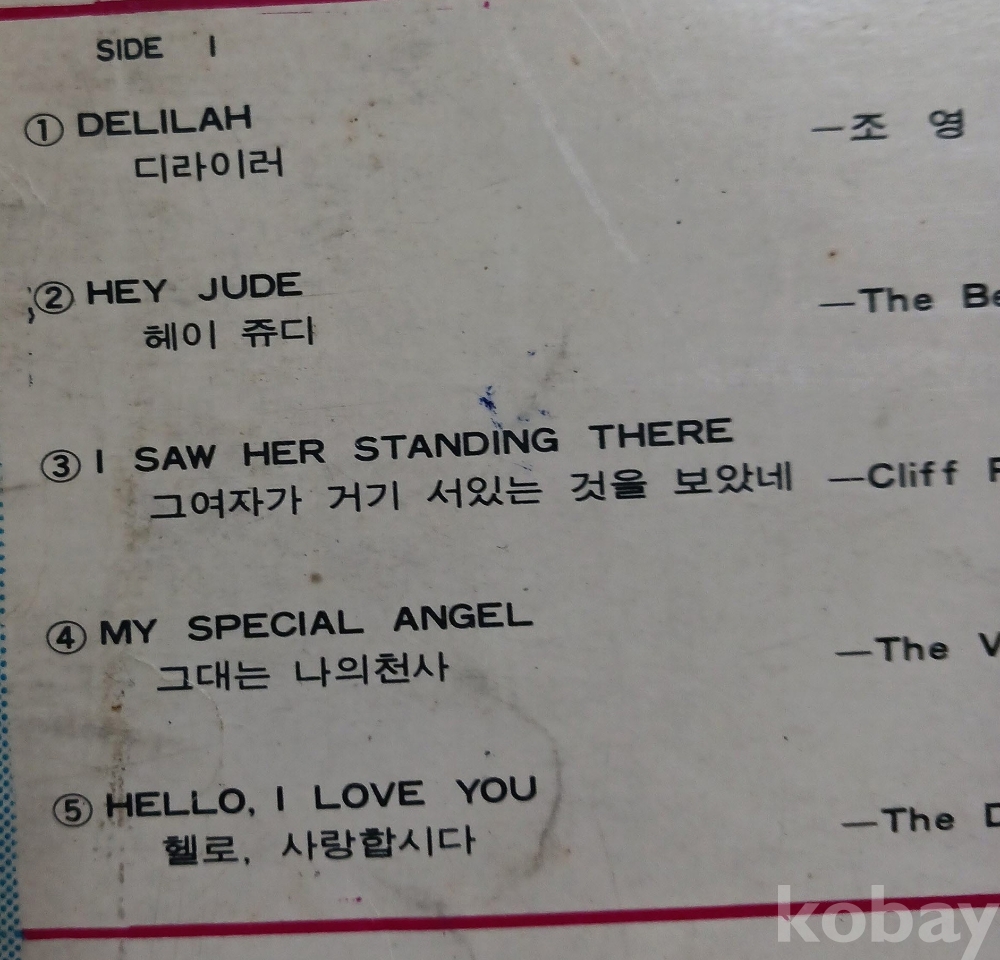 SIDE I
① DELILAH —조 영
디라이러
② HEY JUDE —The Be
헤이 쥬디
③ I SAW HER STANDING THERE
그여자가 거기 서있는 것을 보았네 —Cliff
④ MY SPECIAL ANGEL
그대는 나의천사 —The V
⑤ HELLO, I LOVE YOU
헬로, 사랑합시다 —The D
kobay